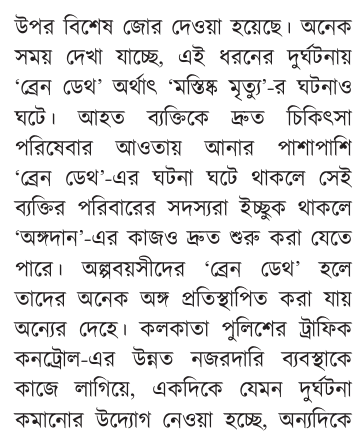 উপর বিশেষ জোর দেওয়া হয়েছে। অনেক
সময় দেখা যাচ্ছে, এই ধরনের দুর্ঘটনায়
‘ব্রেন ডেথ’ অর্থাৎ ‘মস্তিষ্ক মৃত্যু’-র ঘটনাও
ঘটে। আহত ব্যক্তিকে দ্রুত চিকিৎসা
পরিষেবার আওতায় আনার পাশাপাশি
‘ব্রেন ডেথ’-এর ঘটনা ঘটে থাকলে সেই
ব্যক্তির পরিবারের সদস্যরা ইচ্ছুক থাকলে
‘অঙ্গদান’-এর কাজও দ্রুত শুরু করা যেতে
পারে। অল্পবয়সীদের ‘ব্রেন ডেথ’ হলে
তাদের অনেক অঙ্গ প্রতিস্থাপিত করা যায়
অন্যের দেহে। কলকাতা পুলিশের ট্রাফিক
কনট্রোল-এর উন্নত নজরদারি ব্যবস্থাকে
কাজে লাগিয়ে, একদিকে যেমন দুর্ঘটনা
কমানোর উদ্যোগ নেওয়া হচ্ছে, অন্যদিকে